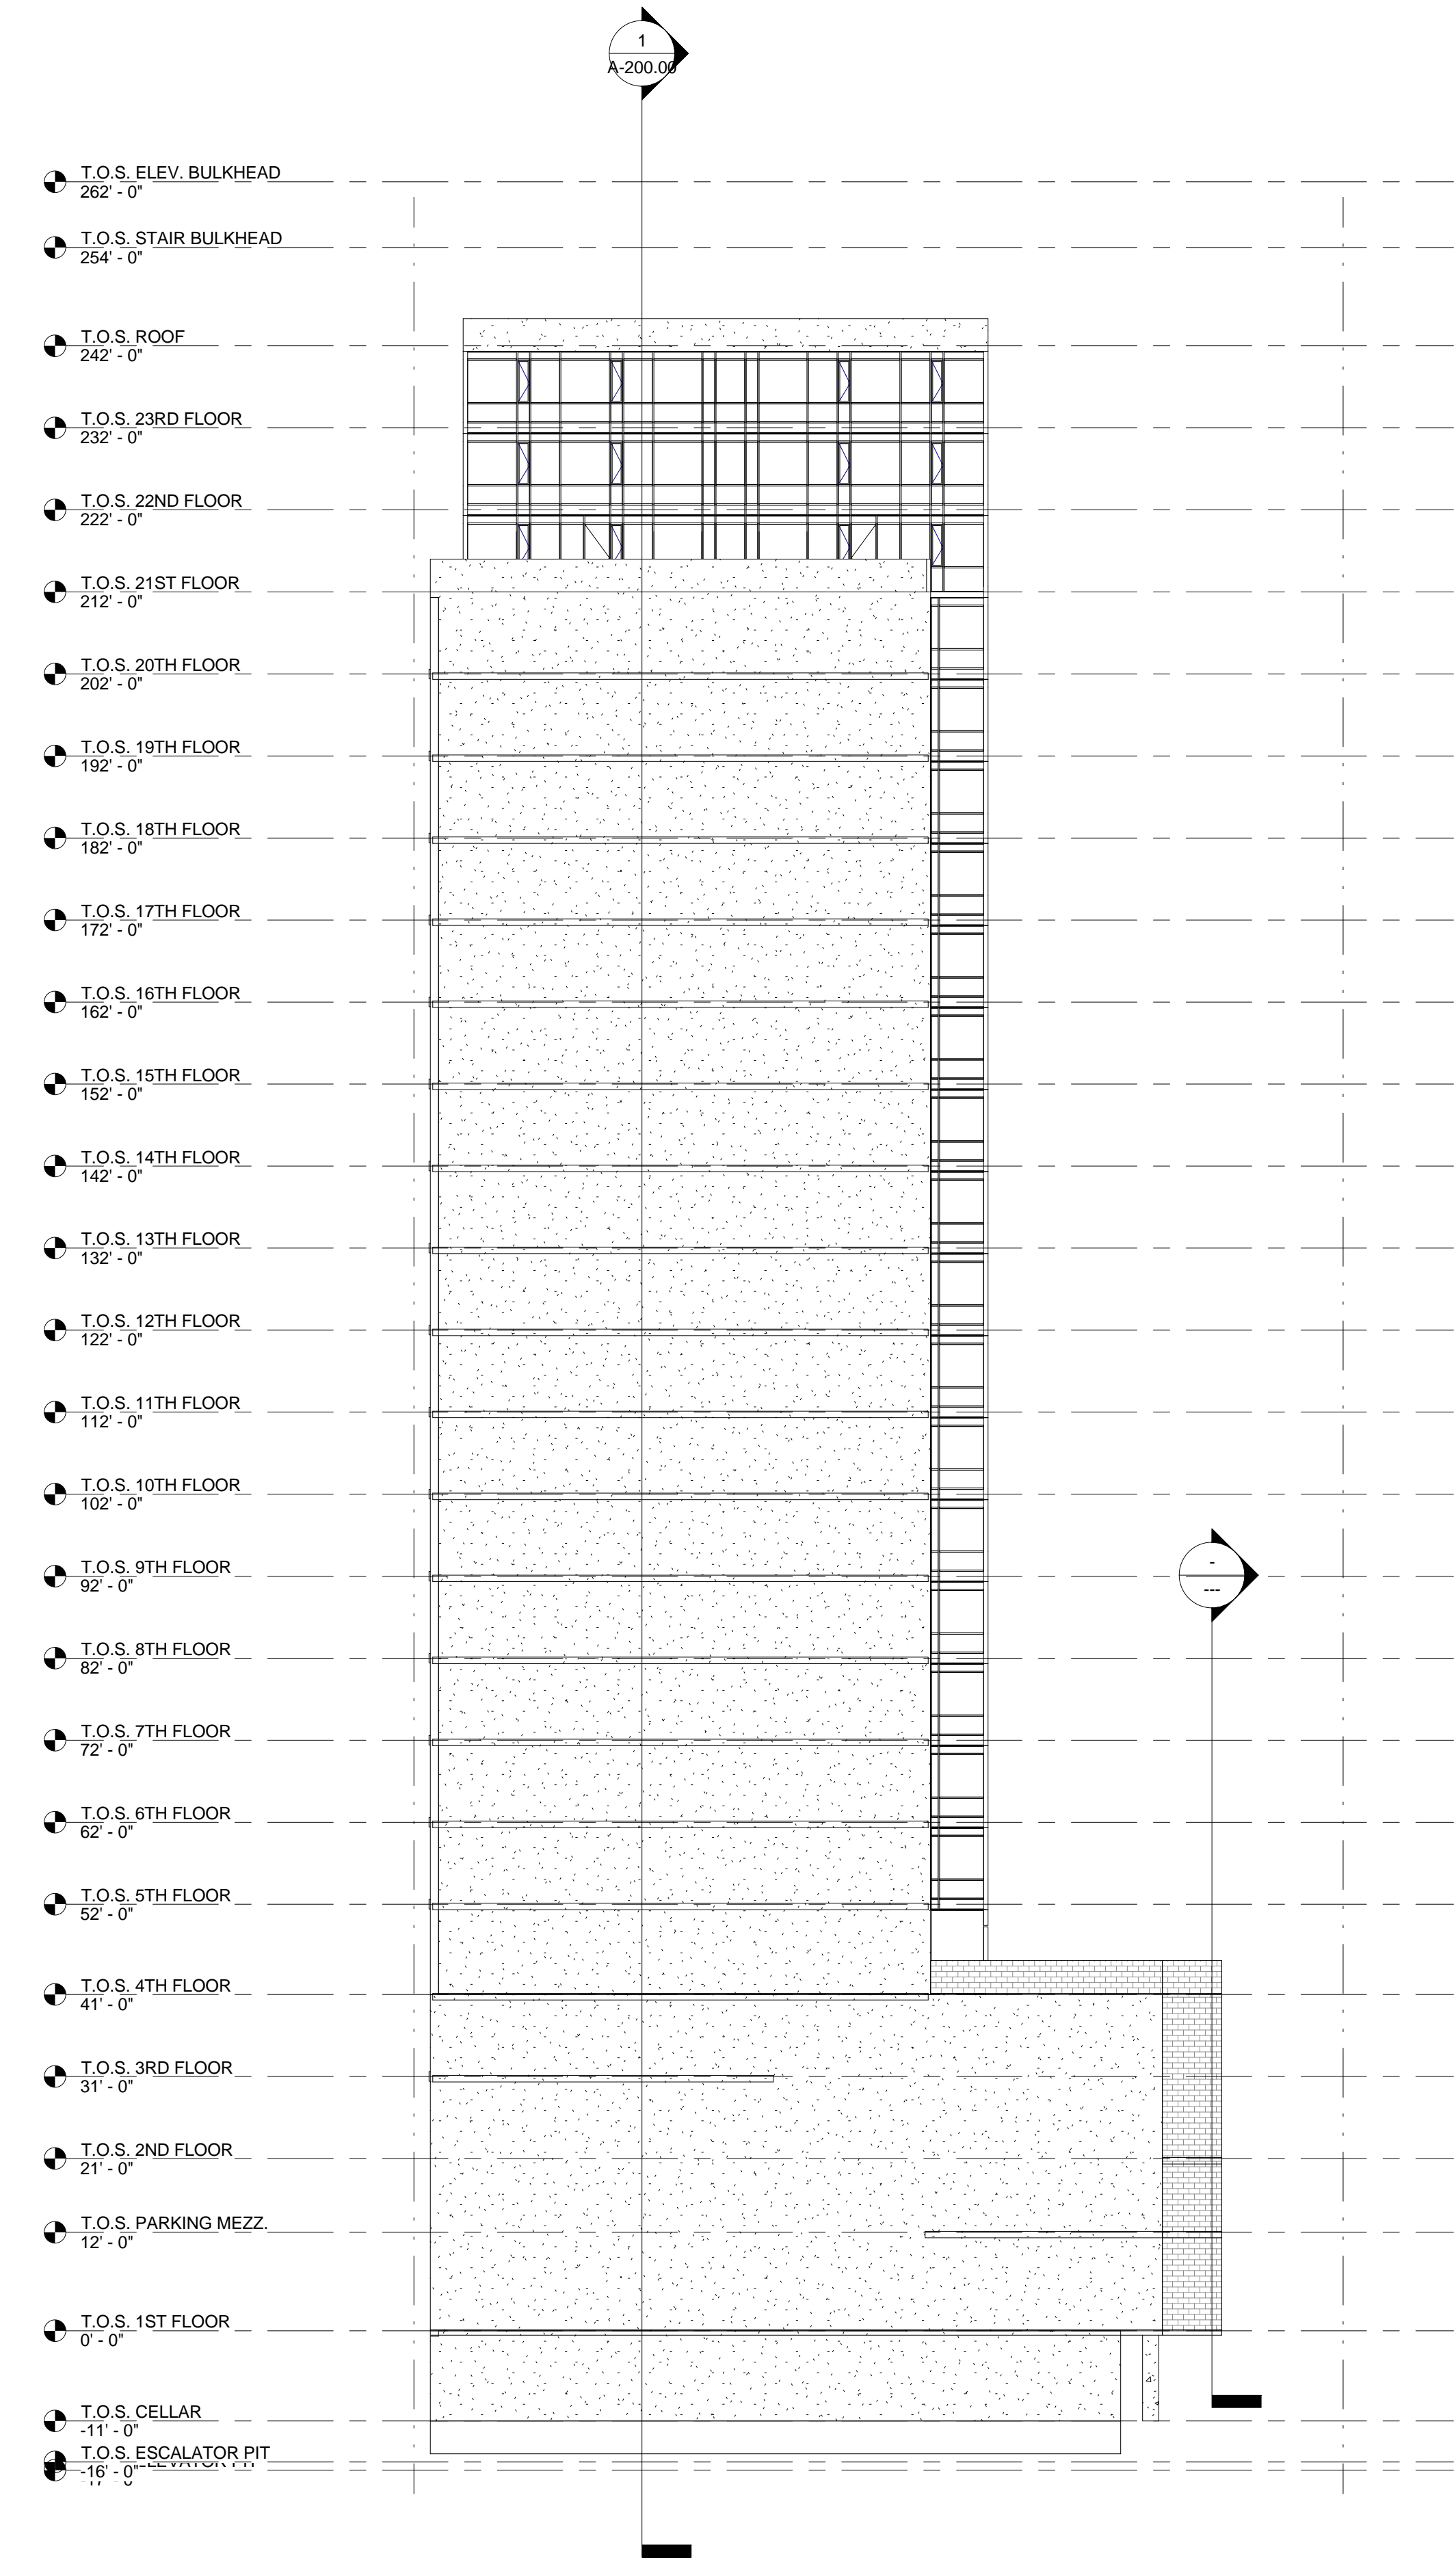 1
A-200.00
T.O.S. ELEV. BULKHEAD
262' - 0"
T.O.S. STAIR BULKHEAD
254' - 0"
T.O.S. ROOF
242' - 0"
T.O.S. 23RD FLOOR
232' - 0"
T.O.S. 22ND FLOOR
222' - 0"
T.O.S. 21ST FLOOR
212' - 0"
T.O.S. 20TH FLOOR
202' - 0"
T.O.S. 19TH FLOOR
192' - 0"
T.O.S. 18TH FLOOR
182' - 0"
T.O.S. 17TH FLOOR
172' - 0"
T.O.S. 16TH FLOOR
162' - 0"
T.O.S. 15TH FLOOR
152' - 0"
T.O.S. 14TH FLOOR
142' - 0"
T.O.S. 13TH FLOOR
132' - 0"
T.O.S. 12TH FLOOR
122' - 0"
T.O.S. 11TH FLOOR
112' - 0"
T.O.S. 10TH FLOOR
102' - 0"
T.O.S. 9TH FLOOR
92' - 0"
-
---
T.O.S. 8TH FLOOR
82' - 0"
T.O.S. 7TH FLOOR
72' - 0"
T.O.S. 6TH FLOOR
62' - 0"
T.O.S. 5TH FLOOR
52' - 0"
T.O.S. 4TH FLOOR
41' - 0"
T.O.S. 3RD FLOOR
31' - 0"
T.O.S. 2ND FLOOR
21' - 0"
T.O.S. PARKING MEZZ.
12' - 0"
T.O.S. 1ST FLOOR
0' - 0"
T.O.S. CELLAR
-11' - 0"
T.O.S. ESCALATOR PIT
-16' - 0"